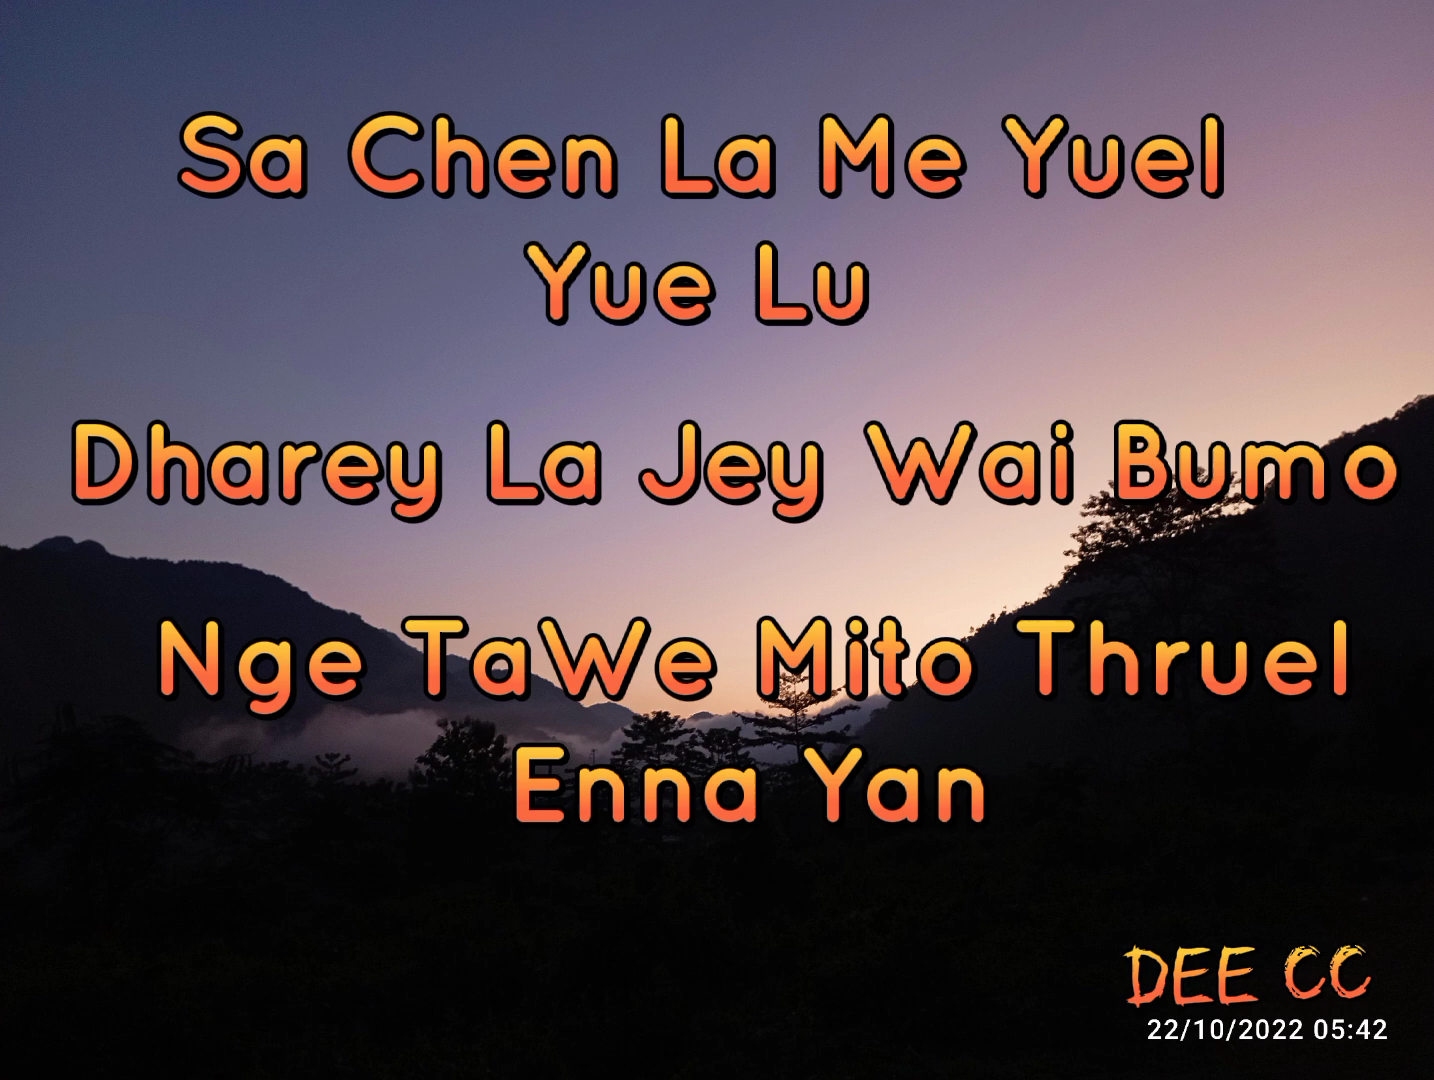 Sa Chen La Me Yuel
Yue Lu
Dharey La Jey Wai Bumo
Nge TaWe Mito Thruel
Enna Yan
DEE CC
22/10/2022 05:42